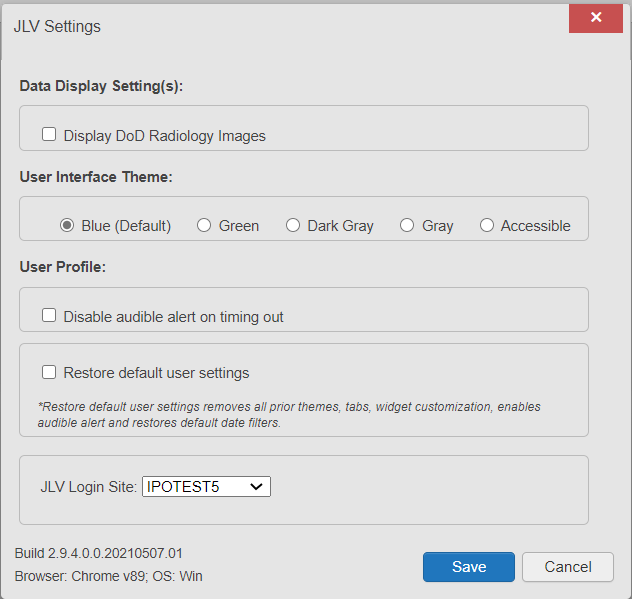 JLV Settings
Data Display Setting(s):
Display DoD Radiology Images
User Interface Theme:
Blue (Default) Green Dark Gray Gray Accessible
User Profile:
Disable audible alert on timing out
Restore default user settings
*Restore default user settings removes all prior themes, tabs, widget customization, enables
audible alert and restores default date filters.
JLV Login Site: IPOTEST5
Build 2.9.4.0.0.20210507.01
Browser: Chrome v89; OS: Win
Save Cancel